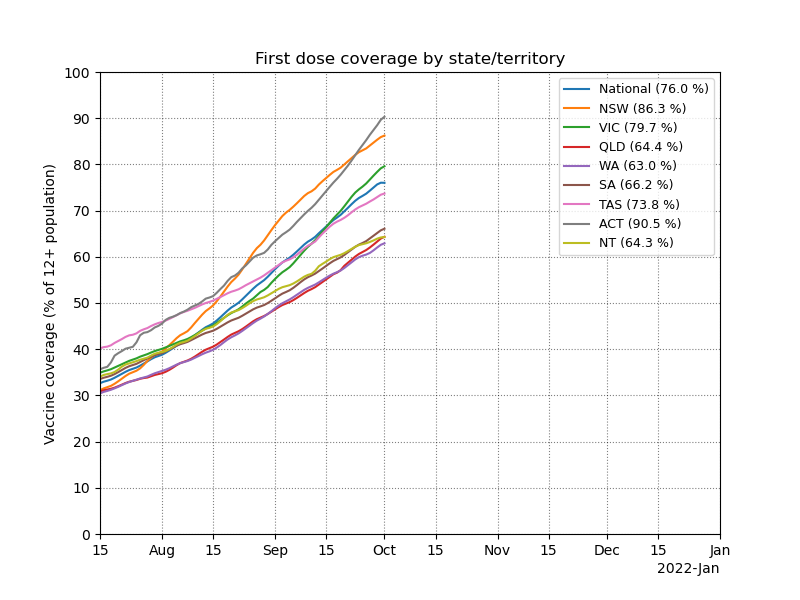 First dose coverage by state/territory
Vaccine coverage (% of 12+ population)
100
90
80
70
60
50
40
30
20
10
0
National (76.0 %)
NSW (86.3 %)
VIC (79.7 %)
QLD (64.4 %)
WA (63.0 %)
SA (66.2 %)
TAS (73.8 %)
ACT (90.5 %)
NT (64.3 %)
15 Aug 15 Sep 15 Oct 15 Nov 15 Dec 15 Jan
2022-Jan